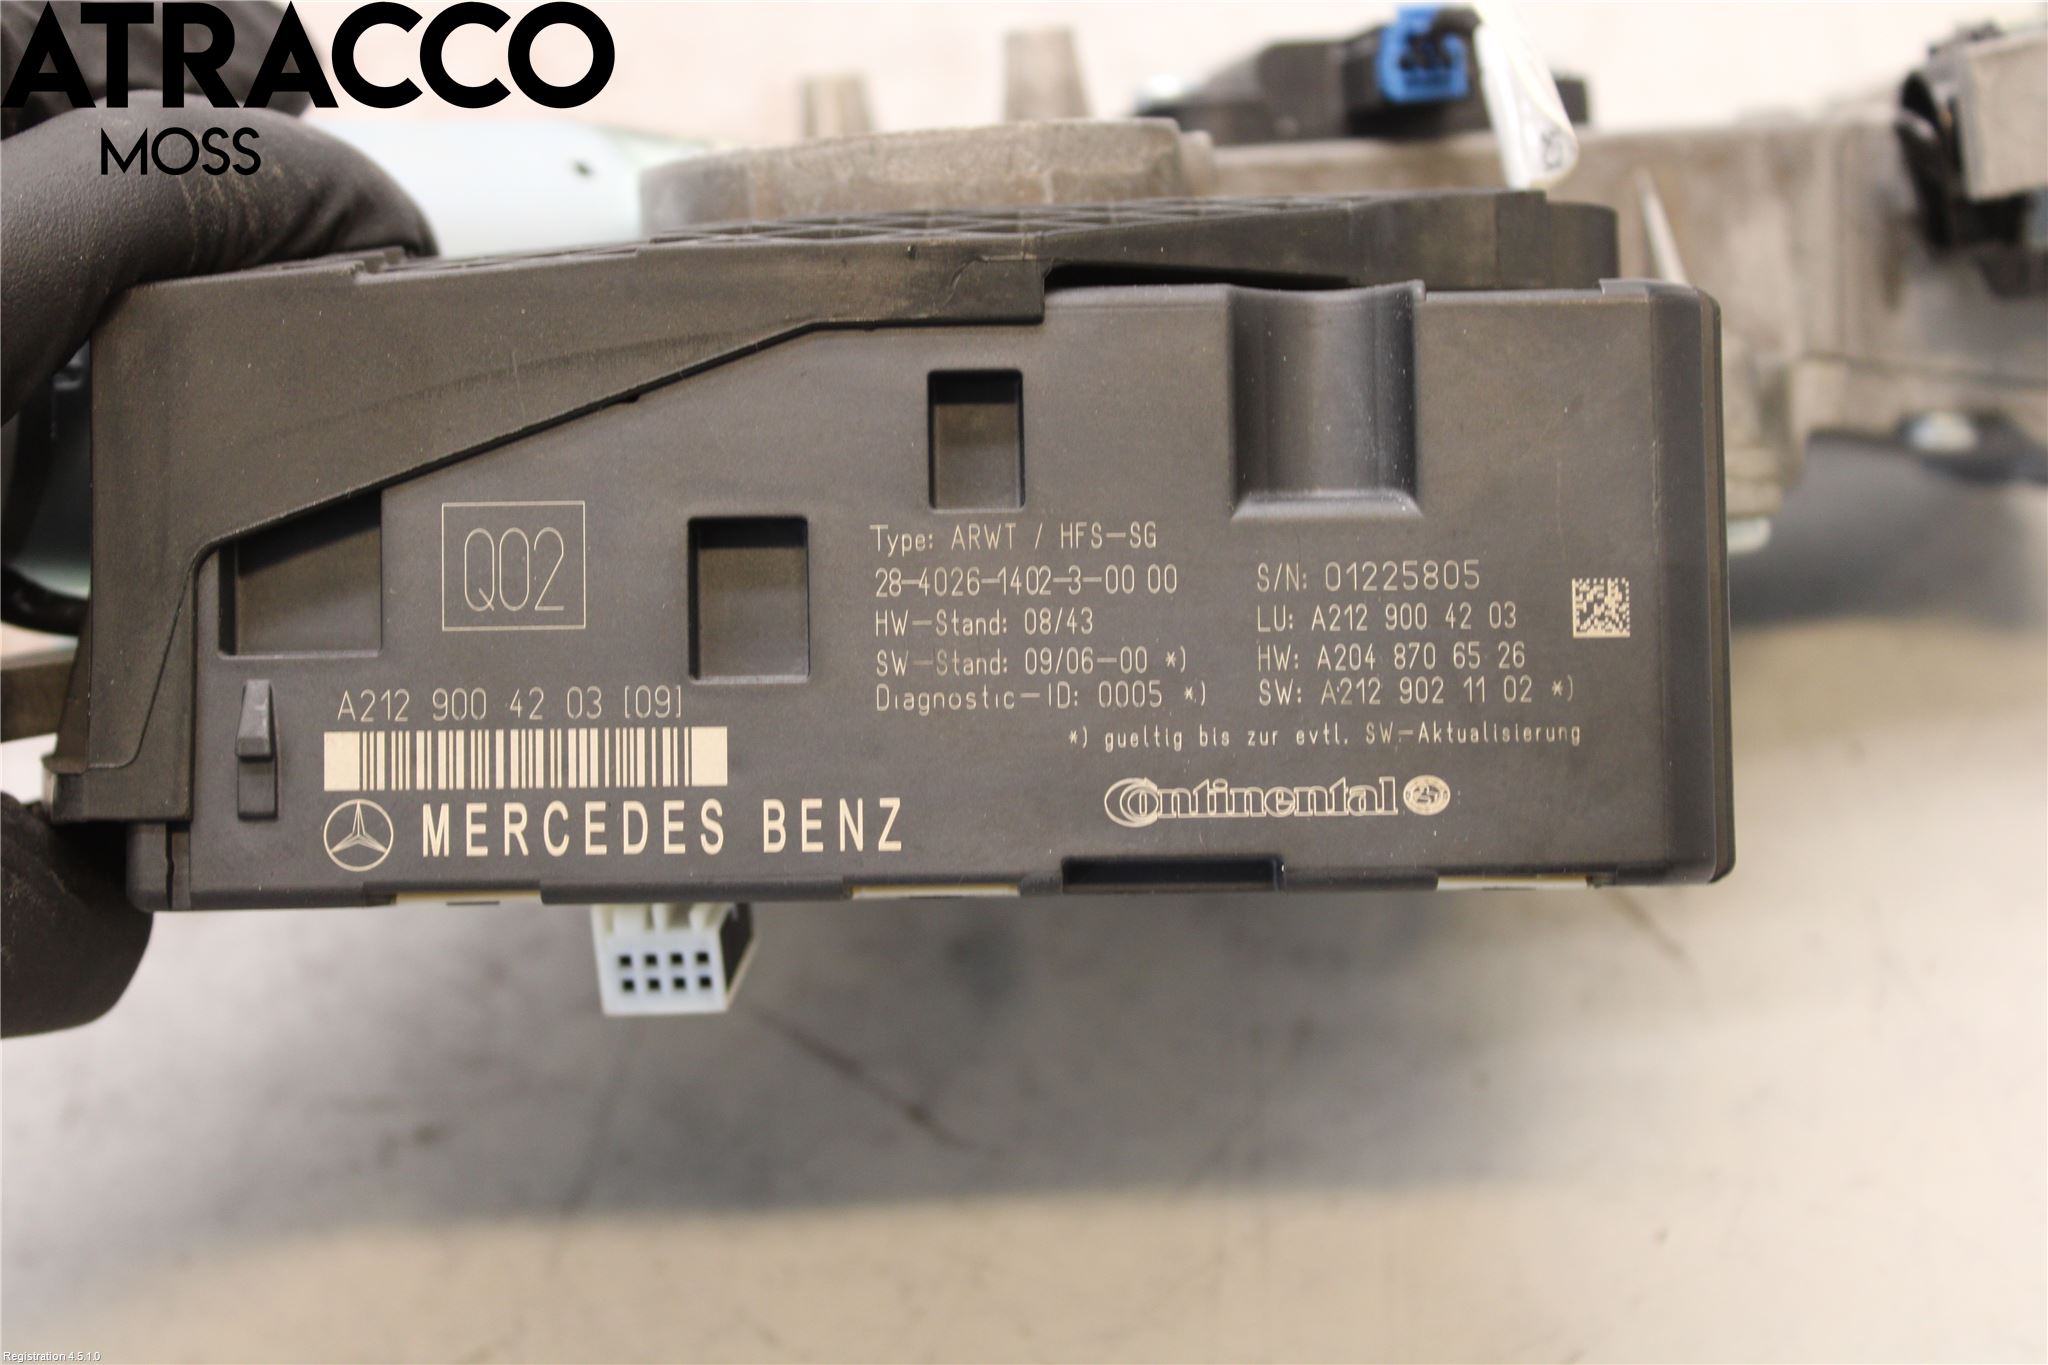 ATRACCO
MOSS
Q02
Type: ARWT / HFS-SG
28-4026-1402-3-00 00
HW-Stand: 08/43
SW-Stand: 09/06-00 *)
Diagnostic-ID: 0005 *)
S/N: 01225805
LU: A212 900 42 03
HW: A204 870 65 26
SW: A212 902 11 02 *)
*) gueltig bis zur evtl. SW.-Aktualisierung
A212 900 42 03 [09]
MERCEDES BENZ
Continental
Registration 4.5.1.0